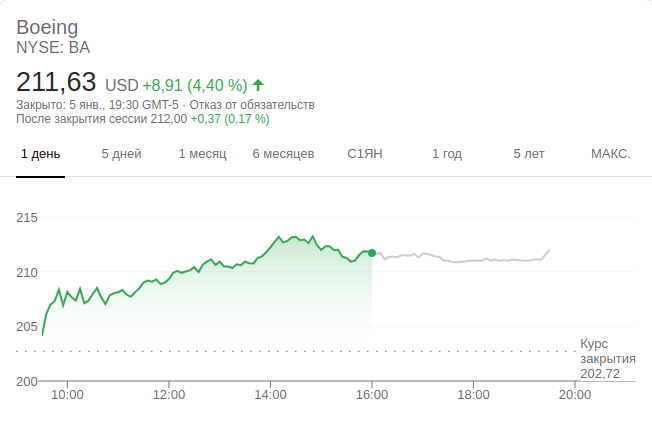 Boeing
NYSE: BA
211,63 USD +8,91 (4,40 %)
Закрыто: 5 янв., 19:30 GMT-5 · Отказ от обязательств
После закрытия сессии 212,00 +0,37 (0,17 %)
1 день 5 дней 1 месяц 6 месяцев С1ЯН 1 год 5 лет МАКС.
215
210
205
Курс
закрытия
202,72
200
10:00 12:00 14:00 16:00 18:00 20:00